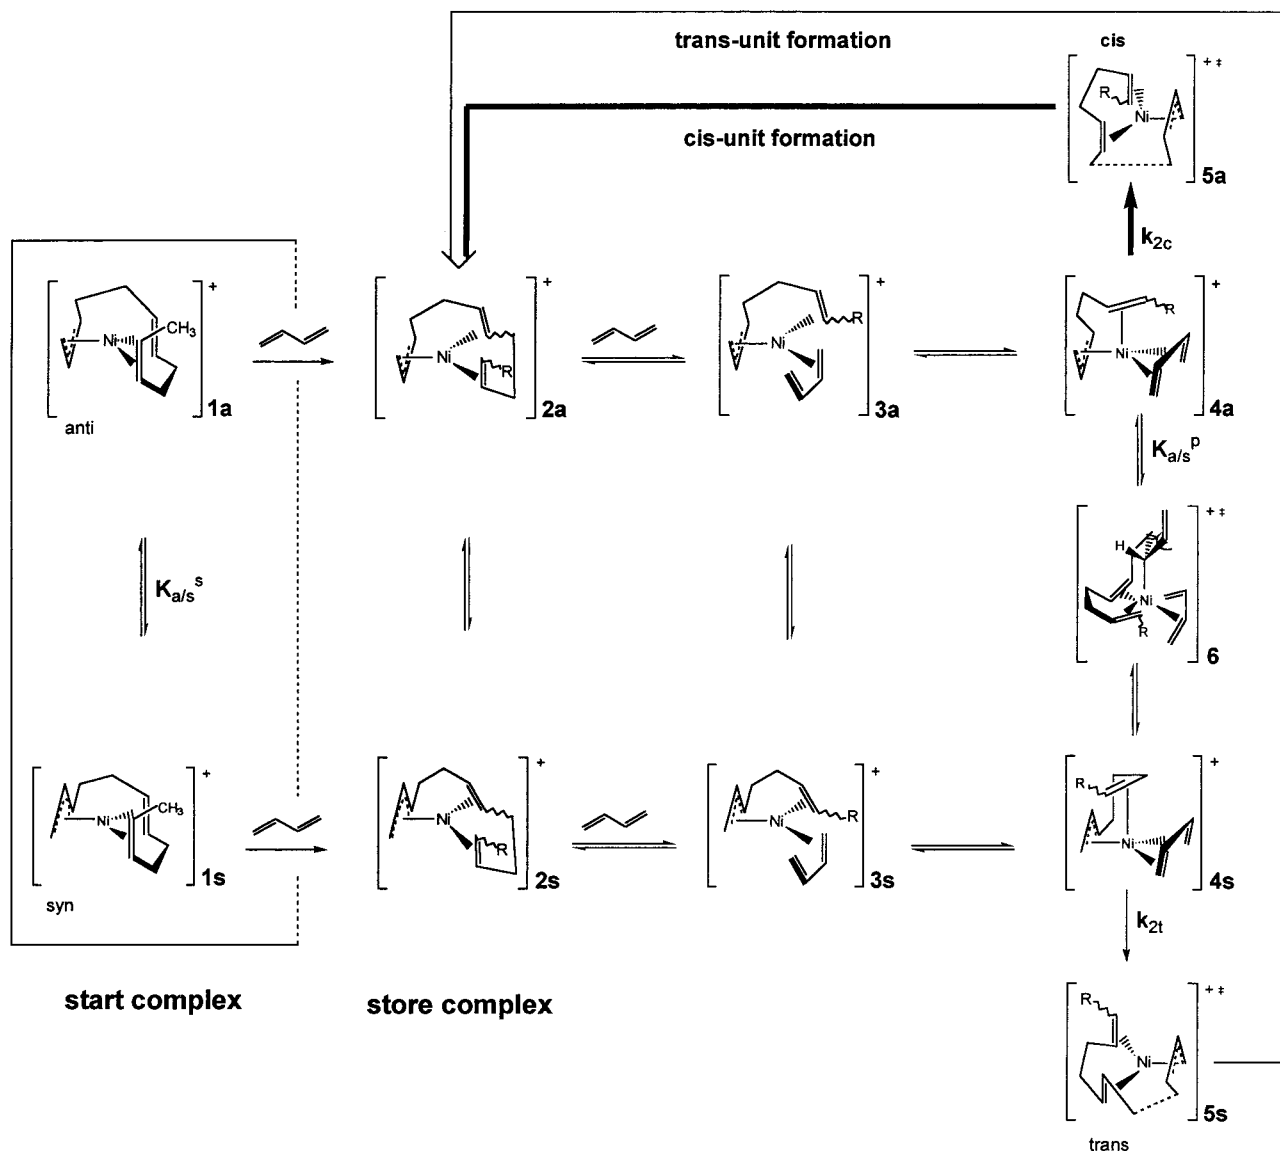 trans-unit formation
cis
+ ‡
R
Ni
cis-unit formation
5a
k2c
+
+
+
+
CH3
Ni
R
Ni
R
Ni
R
Ni
1a
2a
3a
4a
anti
Ka/s^p
+ ‡
H
Ni
R
6
Ka/s^s
+
+
+
+
CH3
Ni
R
Ni
R
Ni
R
Ni
1s
2s
3s
4s
syn
k2t
start complex
store complex
+ ‡
R
Ni
5s
trans